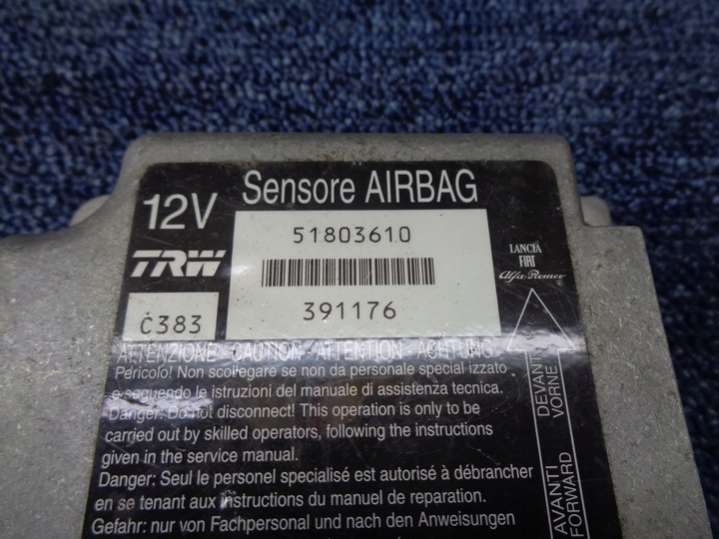 12V
Sensore AIRBAG
TRW
51803610
391176
C383
LANCIA
FIAT
Alfa Romeo
ATTENZIONE - CAUTION - ATTENTION - ACHTUNG
Pericolo! Non scollegare se non da personale specializzato
e seguendo le istruzioni del manuale di assistenza tecnica.
Danger: Do not disconnect! This operation is only to be
carried out by skilled operators, following the instructions
given in the service manual.
Danger: Seul le personel spécialisé est autorisé à débrancher
en se tenant aux instructions du manuel de reparation.
Gefahr: nur von Fachpersonal und nach den Anweisungen
AVANTI
FORWARD
DEVANT
VORNE